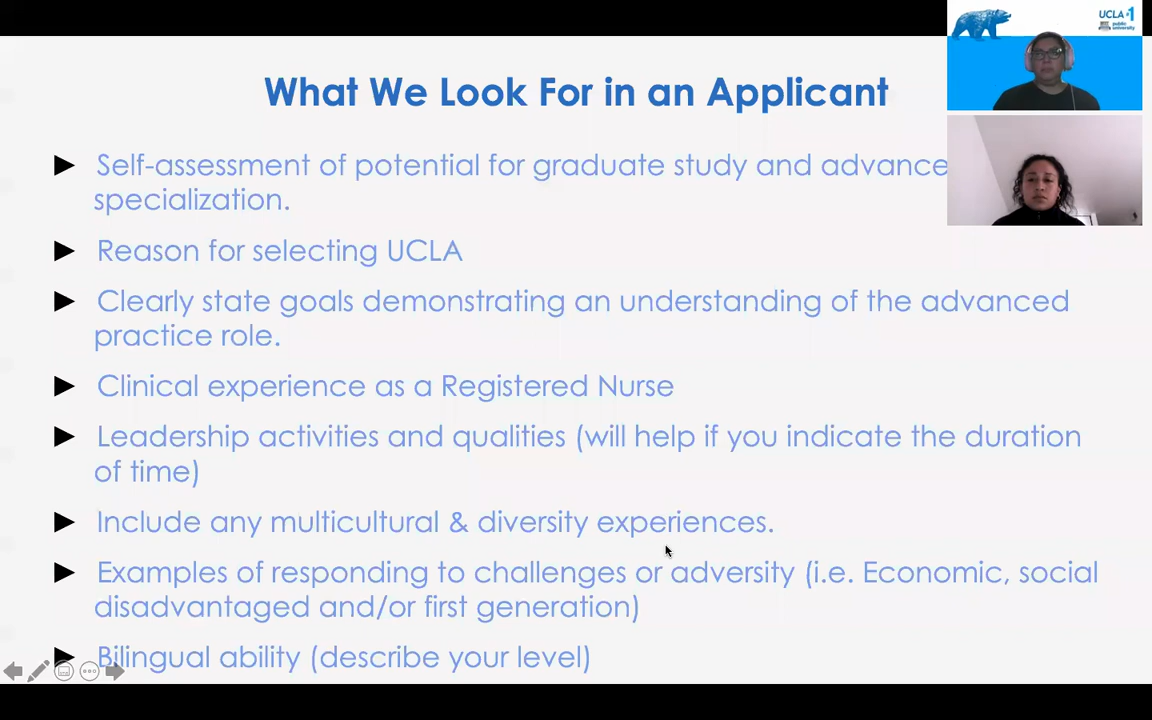 What We Look For in an Applicant
UCLA #1
public
university
Self-assessment of potential for graduate study and advance
specialization.
Reason for selecting UCLA
Clearly state goals demonstrating an understanding of the advanced
practice role.
Clinical experience as a Registered Nurse
Leadership activities and qualities (will help if you indicate the duration
of time)
Include any multicultural & diversity experiences.
Examples of responding to challenges or adversity (i.e. Economic, social
disadvantaged and/or first generation)
Bilingual ability (describe your level)